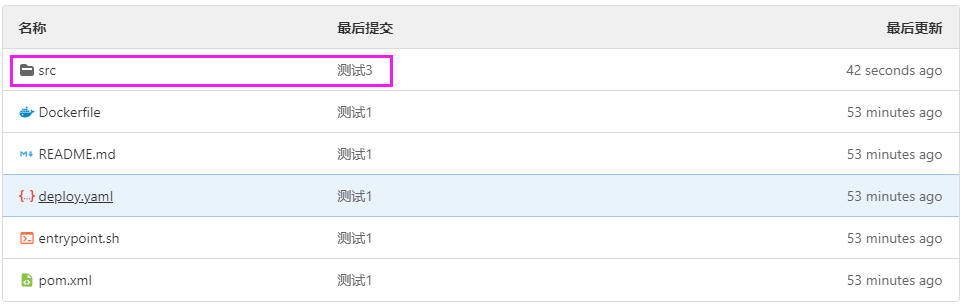 名称 最后提交 最后更新
src 测试3 42 seconds ago
Dockerfile 测试1 53 minutes ago
README.md 测试1 53 minutes ago
deploy.yaml 测试1 53 minutes ago
entrypoint.sh 测试1 53 minutes ago
pom.xml 测试1 53 minutes ago